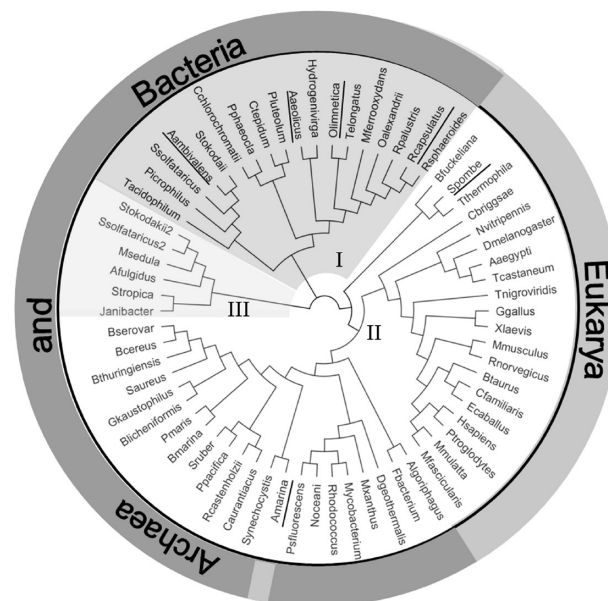 Bacteria
and
Archaea
Eukarya
I
II
III
Tacidophilum
Picrophilus
Ssolfataricus
Aambivalens
Stokodaii
Cchlorochromatii
Pphaeocla
Ctepidum
Pluteolum
Aaeolicus
Hydrogenivirga
Olimnetica
Telongatus
Mferrooxydans
Oalexandrii
Rpalustris
Rcapsulatus
Rsphaeroides
Bfuckeliana
Spombe
Tthermophila
Cbriggsae
Nvitripennis
Dmelanogaster
Aaegypti
Tcastaneum
Tnigroviridis
Ggallus
Xlaevis
Mmusculus
Rnorvegicus
Btaurus
Cfamiliaris
Ecaballus
Hsapiens
Ptroglodytes
Mmulatta
Mfascicularis
Algoriphagus
Fbacterium
Dgeothermalis
Mxanthus
Mycobacterium
Rhodococcus
Noceani
Psfluorescens
Amarina
Synechocystis
Caurantiacus
Rcastenholzii
Ppacifica
Sruber
Bmarina
Pmaris
Blicheniformis
Gkaustophilus
Saureus
Bthuringiensis
Bcereus
Bserovar
Janibacter
Stropica
Afulgidus
Msedula
Ssolfataricus2
Stokodakii2